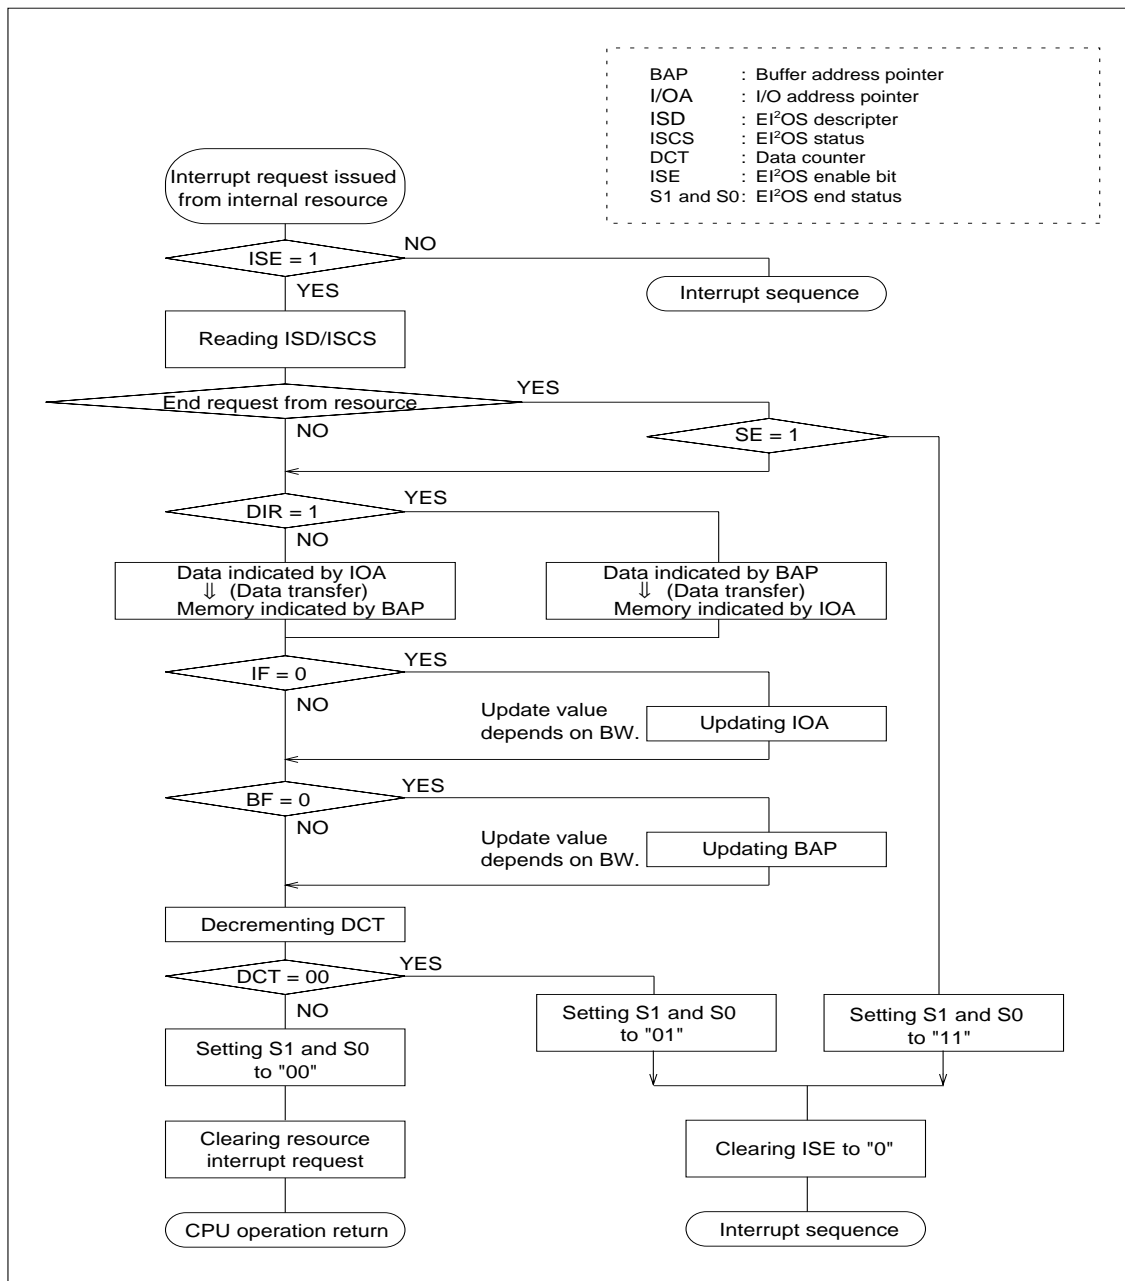 BAP : Buffer address pointer
I/OA : I/O address pointer
ISD : EI²OS descripter
ISCS : EI²OS status
DCT : Data counter
ISE : EI²OS enable bit
S1 and S0: EI²OS end status
Interrupt request issued
from internal resource
ISE = 1
NO
YES
Interrupt sequence
Reading ISD/ISCS
End request from resource
YES
NO
SE = 1
DIR = 1
YES
NO
Data indicated by IOA
⇓ (Data transfer)
Memory indicated by BAP
Data indicated by BAP
⇓ (Data transfer)
Memory indicated by IOA
IF = 0
YES
NO
Update value
depends on BW.
Updating IOA
BF = 0
YES
NO
Update value
depends on BW.
Updating BAP
Decrementing DCT
DCT = 00
YES
NO
Setting S1 and S0
to "00"
Setting S1 and S0
to "01"
Setting S1 and S0
to "11"
Clearing resource
interrupt request
Clearing ISE to "0"
CPU operation return
Interrupt sequence